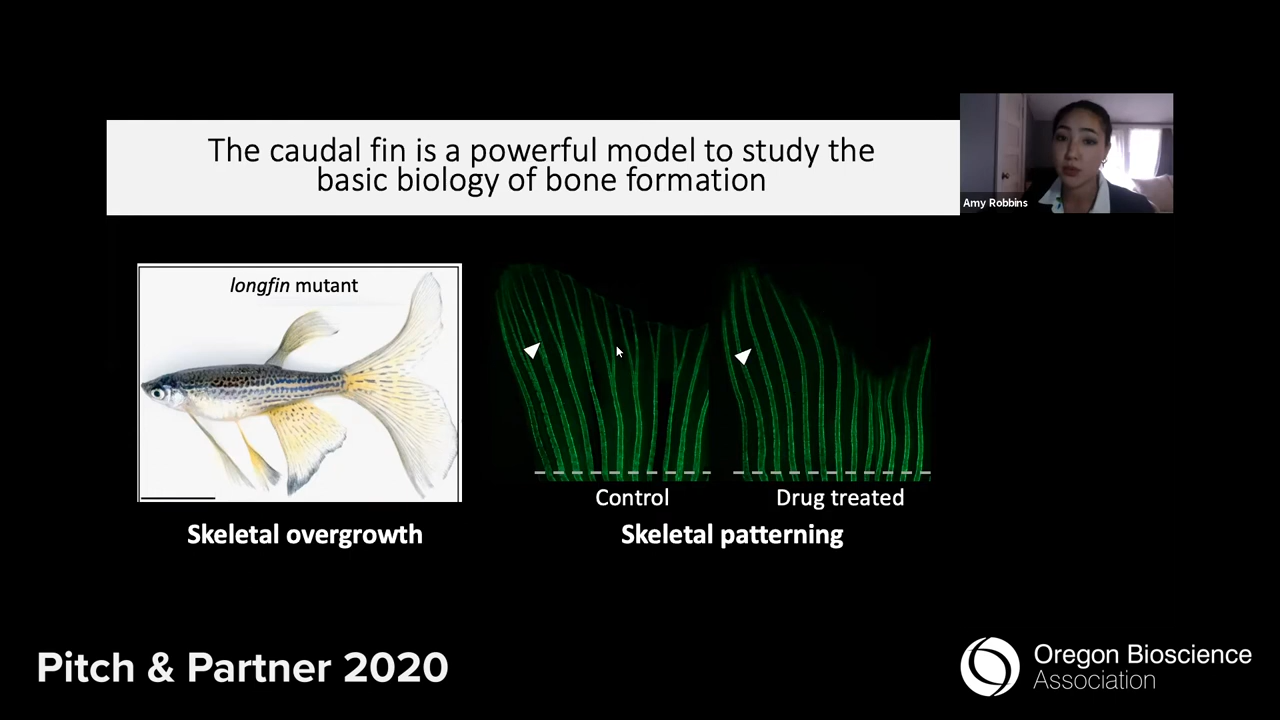 The caudal fin is a powerful model to study the
basic biology of bone formation
Amy Robbins
longfin mutant
Control
Drug treated
Skeletal overgrowth
Skeletal patterning
Pitch & Partner 2020
Oregon Bioscience
Association